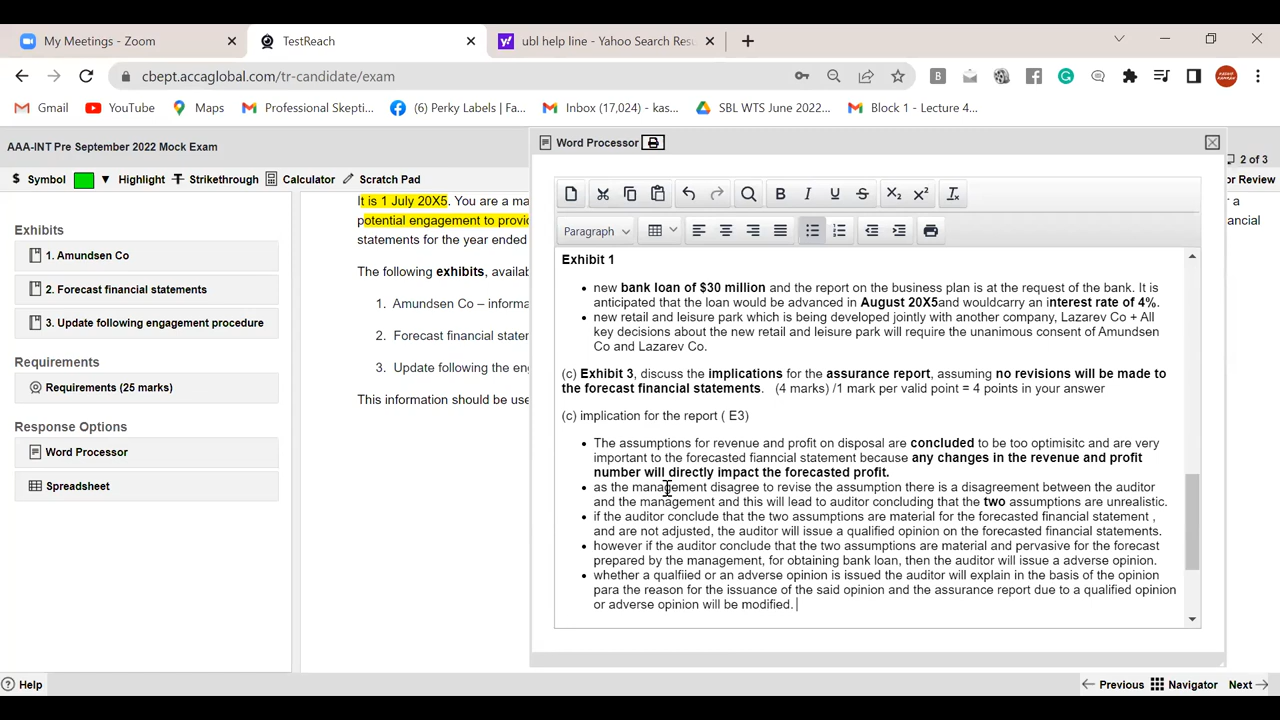 My Meetings - Zoom
TestReach
ubl help line - Yahoo Search Resu
cbept.accaglobal.com/tr-candidate/exam
Gmail
YouTube
Maps
Professional Skepti...
(6) Perky Labels | Fa...
Inbox (17,024) - kas...
SBL WTS June 2022...
Block 1 - Lecture 4...
AAA-INT Pre September 2022 Mock Exam
Word Processor
2 of 3
Symbol
Highlight
Strikethrough
Calculator
Scratch Pad
or Review
It is 1 July 20X5. You are a ma
a
potential engagement to provi
ncial
statements for the year ended
Exhibits
1. Amundsen Co
2. Forecast financial statements
3. Update following engagement procedure
Requirements
Requirements (25 marks)
Response Options
Word Processor
Spreadsheet
The following exhibits, availab
1. Amundsen Co – informa
2. Forecast financial stater
3. Update following the en
This information should be use
B I U S X2 X2
Paragraph
Exhibit 1
• new bank loan of $30 million and the report on the business plan is at the request of the bank. It is
anticipated that the loan would be advanced in August 20X5and wouldcarry an interest rate of 4%.
• new retail and leisure park which is being developed jointly with another company, Lazarev Co + All
key decisions about the new retail and leisure park will require the unanimous consent of Amundsen
Co and Lazarev Co.
(c) Exhibit 3, discuss the implications for the assurance report, assuming no revisions will be made to
the forecast financial statements. (4 marks) /1 mark per valid point = 4 points in your answer
(c) implication for the report ( E3)
• The assumptions for revenue and profit on disposal are concluded to be too optimisitc and are very
important to the forecasted fianncial statement because any changes in the revenue and profit
number will directly impact the forecasted profit.
• as the management disagree to revise the assumption there is a disagreement between the auditor
and the management and this will lead to auditor concluding that the two assumptions are unrealistic.
• if the auditor conclude that the two assumptions are material for the forecasted financial statement ,
and are not adjusted, the auditor will issue a qualified opinion on the forecasted financial statements.
• however if the auditor conclude that the two assumptions are material and pervasive for the forecast
prepared by the management, for obtaining bank loan, then the auditor will issue a adverse opinion.
• whether a qualfiied or an adverse opinion is issued the auditor will explain in the basis of the opinion
para the reason for the issuance of the said opinion and the assurance report due to a qualified opinion
or adverse opinion will be modified.
Help
Previous
Navigator
Next